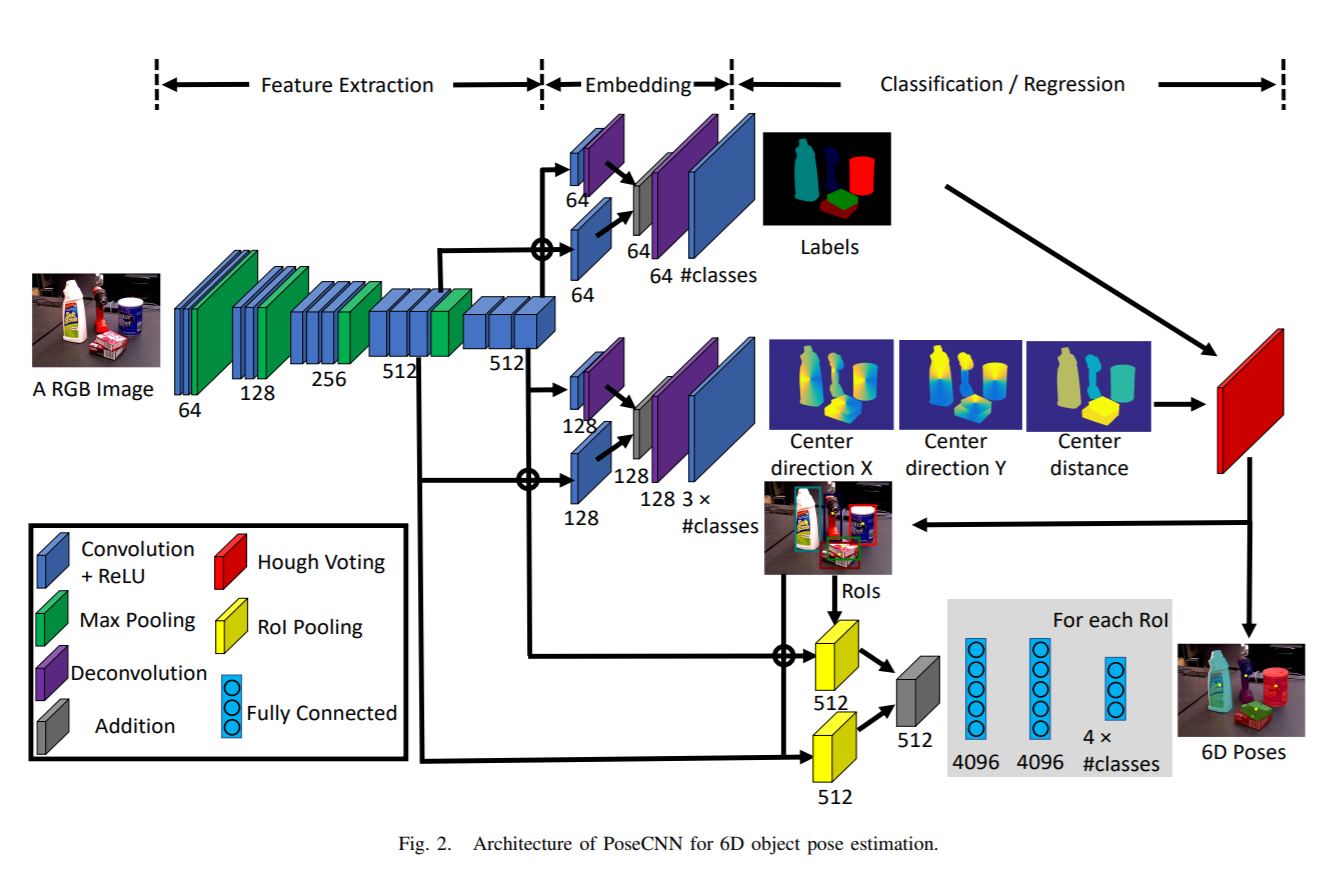 Feature Extraction
Embedding
Classification / Regression
A RGB Image
64
128
256
512
512
64
64
64
64 #classes
Labels
128
128
128
128 3 ×
#classes
Center
direction X
Center
direction Y
Center
distance
RoIs
512
512
512
For each RoI
4096
4096
4 ×
#classes
6D Poses
Convolution
+ ReLU
Max Pooling
Deconvolution
Addition
Hough Voting
RoI Pooling
Fully Connected
Fig. 2. Architecture of PoseCNN for 6D object pose estimation.